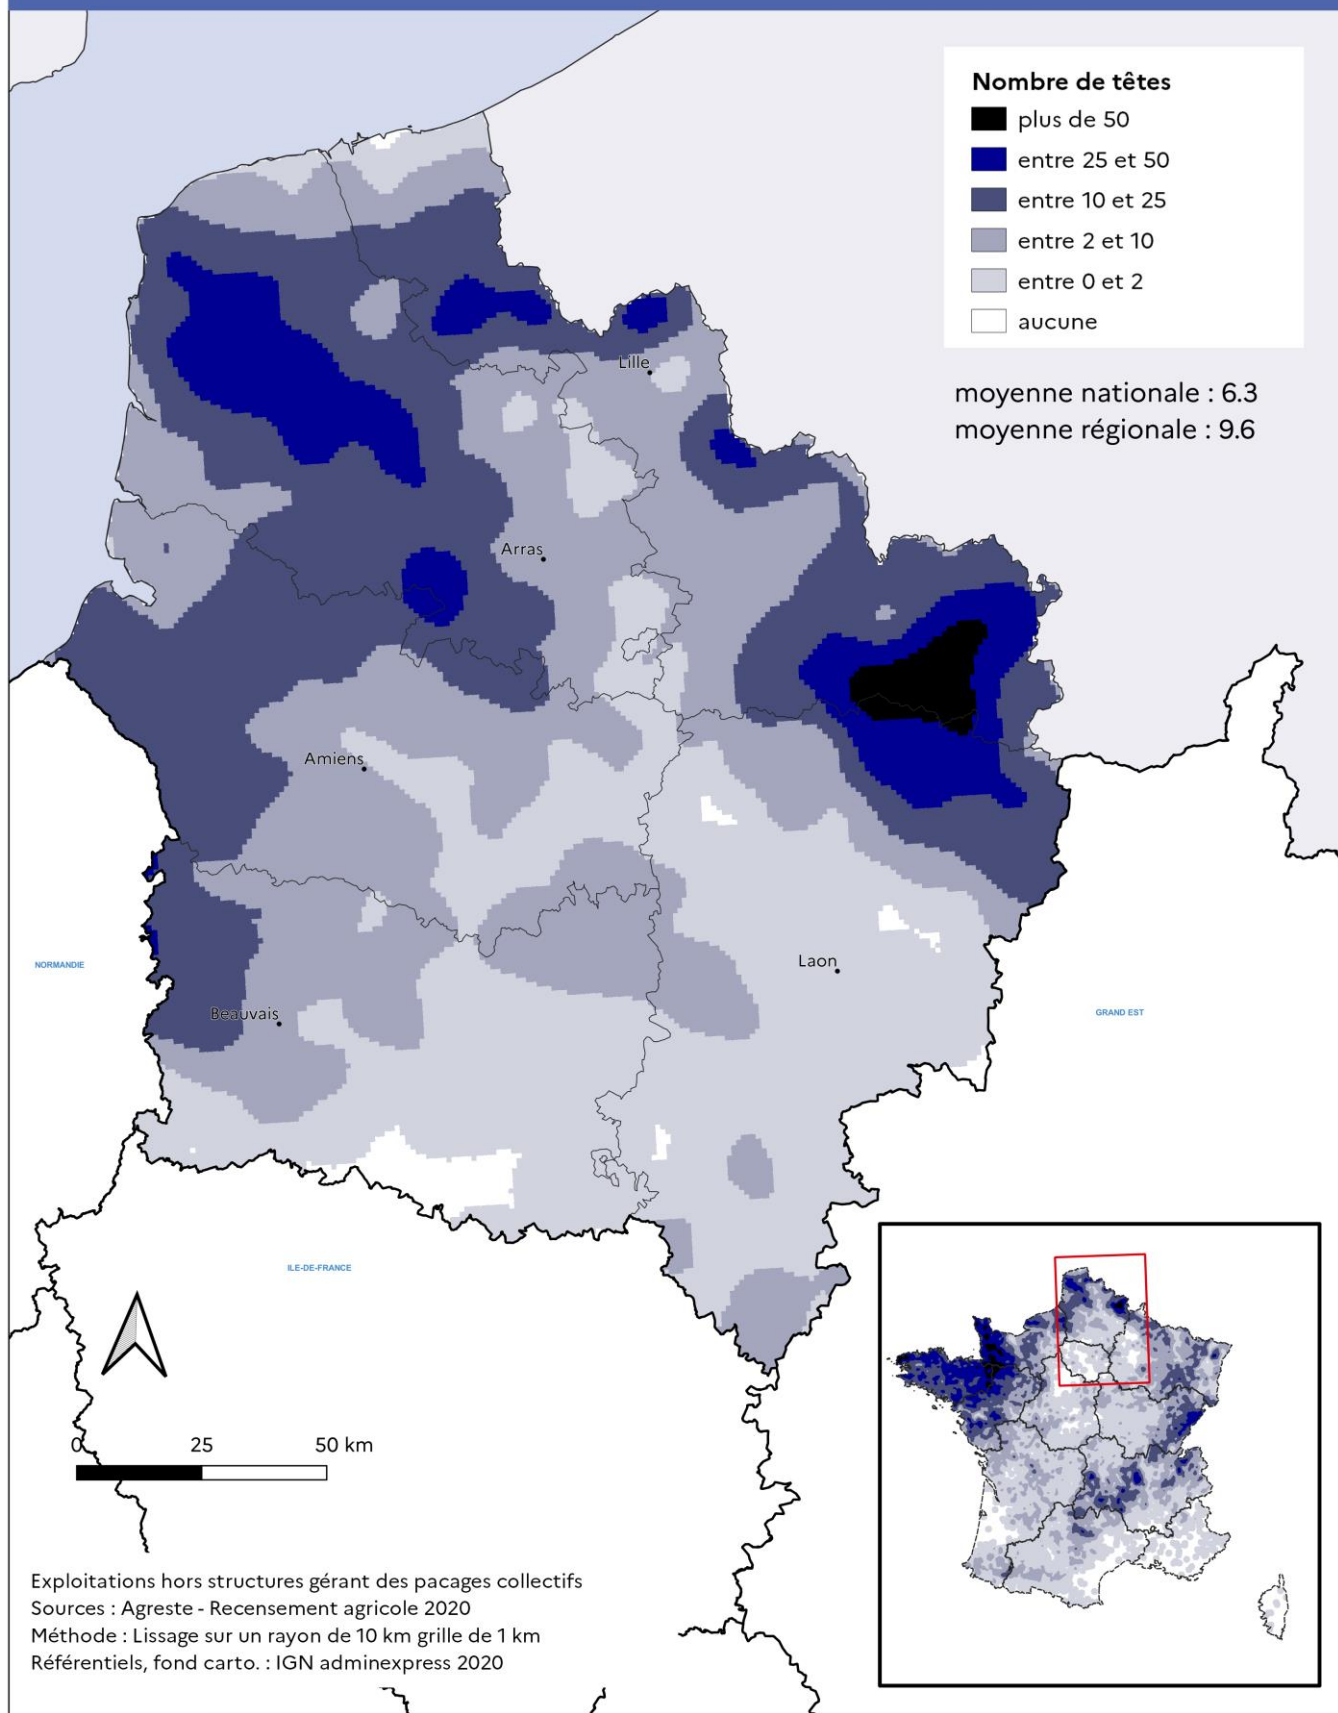 Nombre de têtes
plus de 50
entre 25 et 50
entre 10 et 25
entre 2 et 10
entre 0 et 2
aucune
moyenne nationale : 6.3
moyenne régionale : 9.6
Lille
Arras
Amiens
Laon
NORMANDIE
Beauvais
GRAND EST
ILE-DE-FRANCE
0 25 50 km
Exploitations hors structures gérant des pacages collectifs
Sources : Agreste - Recensement agricole 2020
Méthode : Lissage sur un rayon de 10 km grille de 1 km
Référentiels, fond carto. : IGN adminexpress 2020